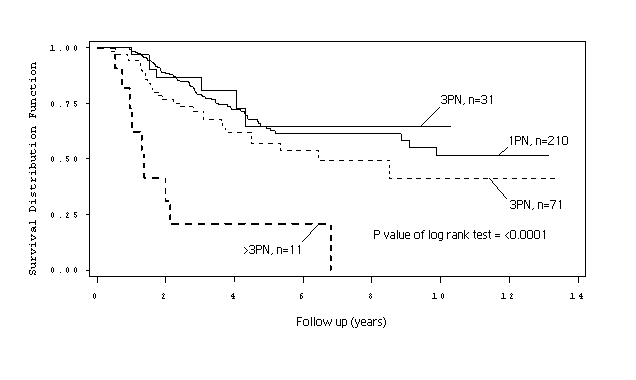 1.00
0.75
0.50
0.25
0.00
Survival Distribution Function
3PN, n=31
1PN, n=210
3PN, n=71
>3PN, n=11
P value of log rank test = <0.0001
0 2 4 6 8 10 12 14
Follow up (years)